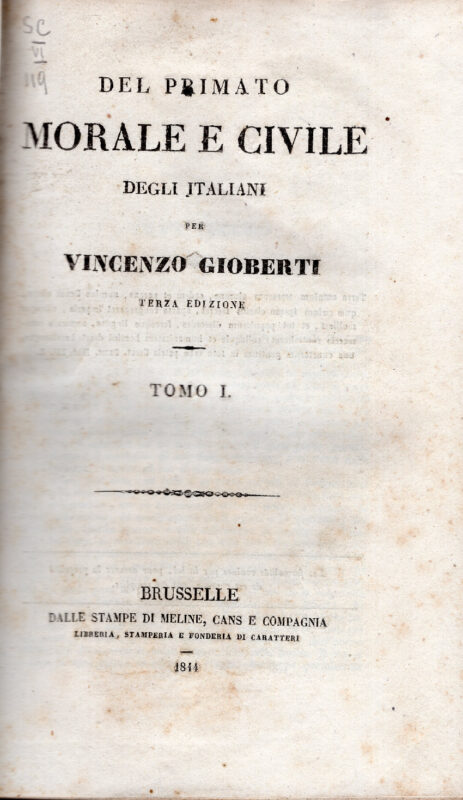 SC
VI
119
DEL PRIMATO
MORALE E CIVILE
DEGLI ITALIANI
PER
VINCENZO GIOBERTI
TERZA EDIZIONE
TOMO I.
BRUSSELLE
DALLE STAMPE DI MELINE, CANS E COMPAGNIA
LIBRERIA, STAMPERIA E FONDERIA DI CARATTERI
1844